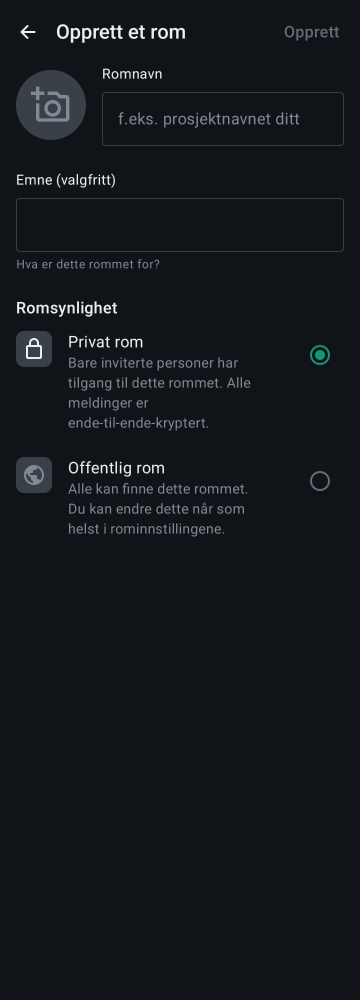 Opprett et rom
Opprett
Romnavn
f.eks. prosjektnavnet ditt
Emne (valgfritt)
Hva er dette rommet for?
Romsynlighet
Privat rom
Bare inviterte personer har
tilgang til dette rommet. Alle
meldinger er
ende-til-ende-kryptert.
Offentlig rom
Alle kan finne dette rommet.
Du kan endre dette når som
helst i rominnstillingene.